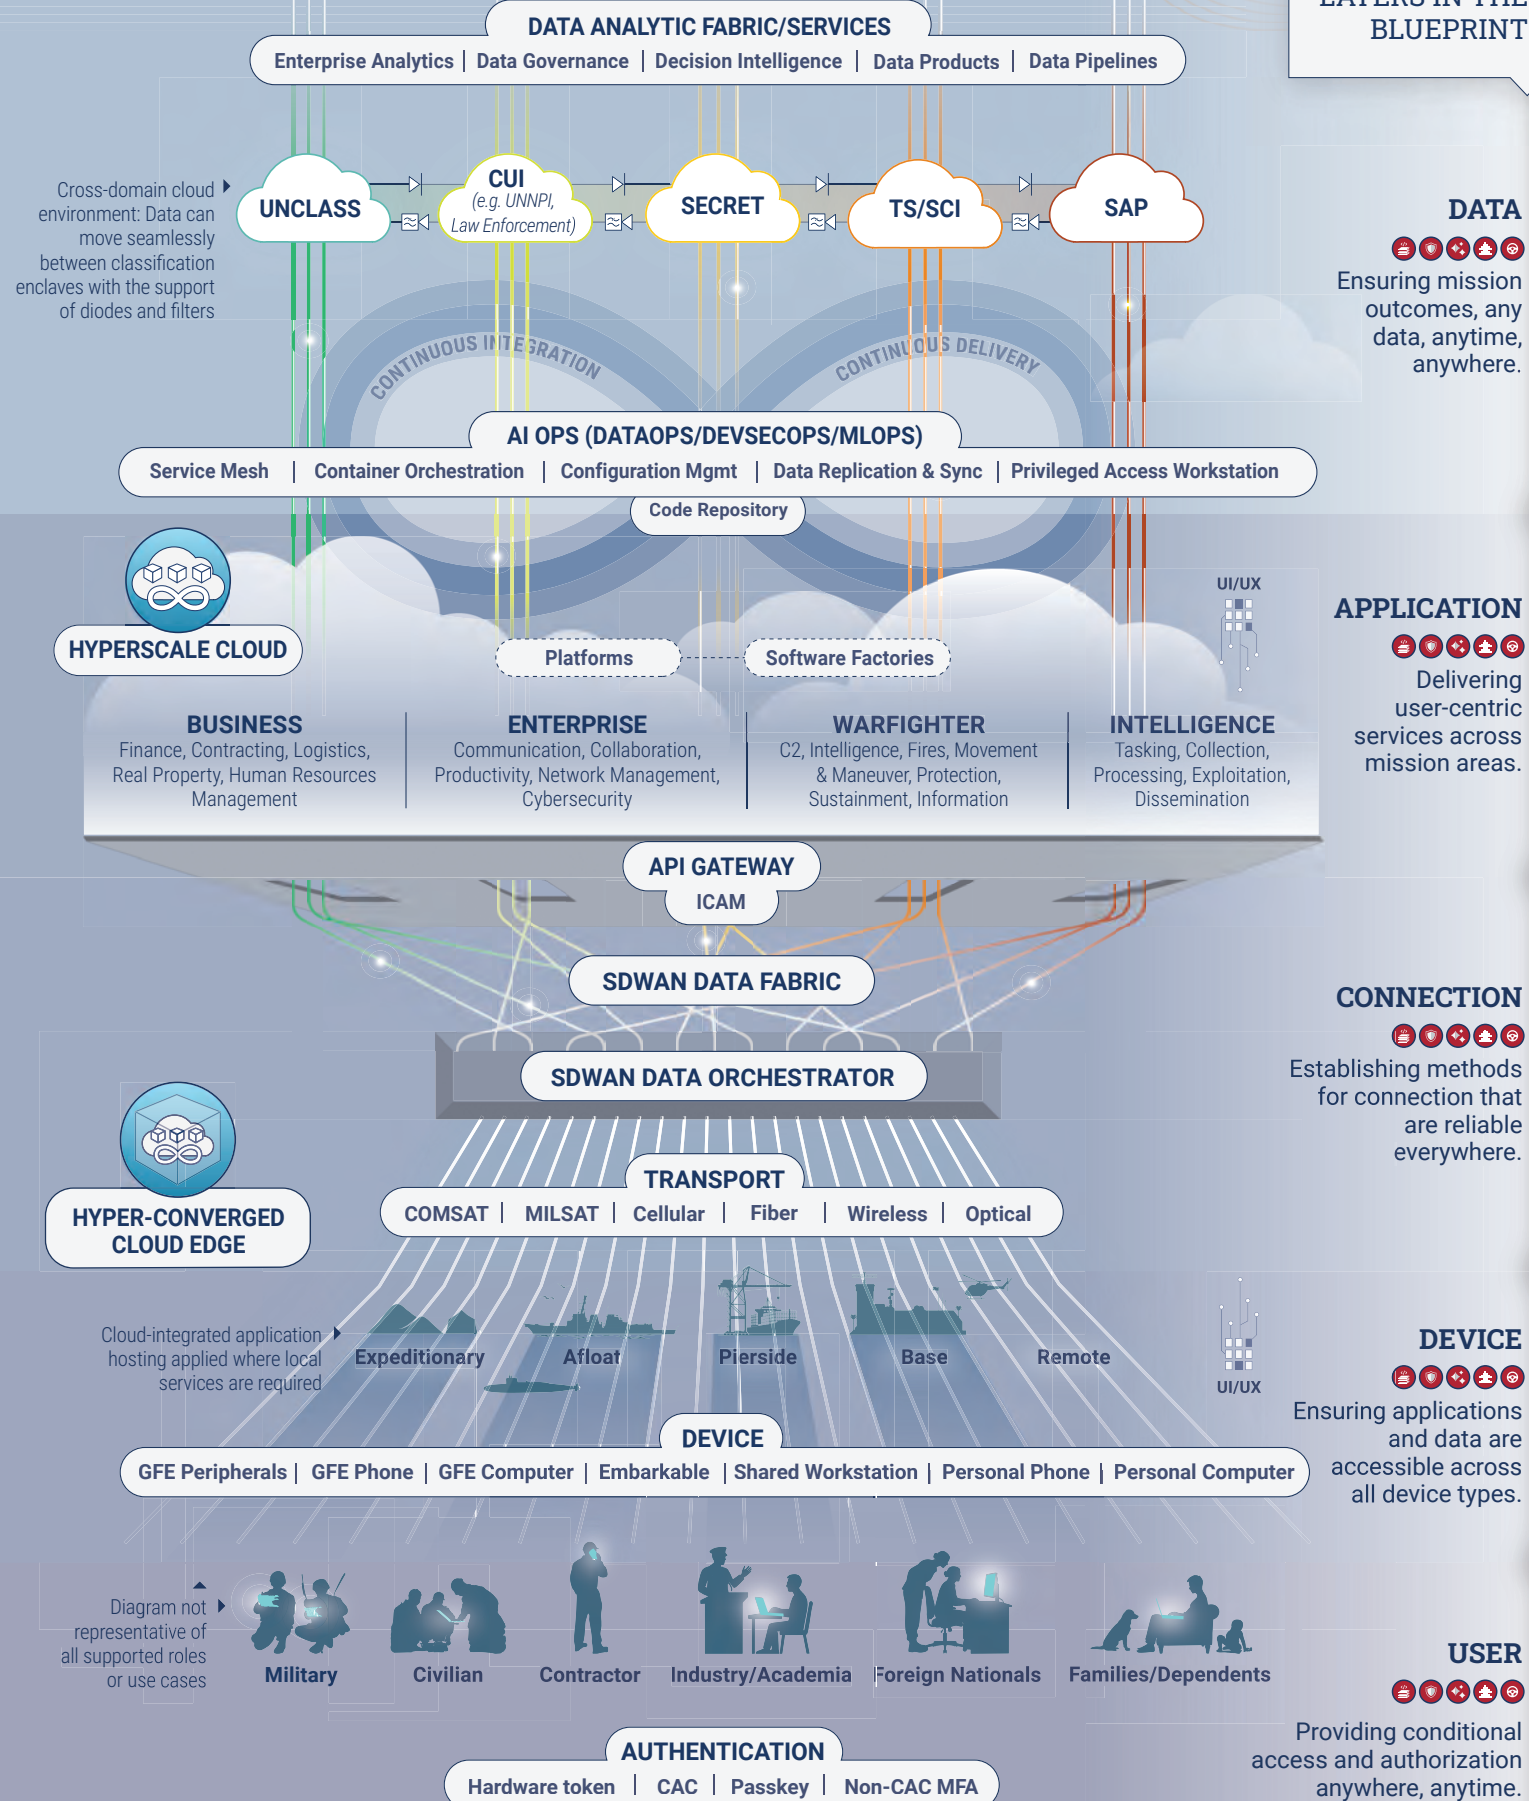 LAYERS IN THE
BLUEPRINT
DATA ANALYTIC FABRIC/SERVICES
Enterprise Analytics | Data Governance | Decision Intelligence | Data Products | Data Pipelines
Cross-domain cloud
environment: Data can
move seamlessly
between classification
enclaves with the support
of diodes and filters
UNCLASS
CUI
(e.g. UNNPI,
Law Enforcement)
SECRET
TS/SCI
SAP
DATA
Ensuring mission
outcomes, any
data, anytime,
anywhere.
CONTINUOUS INTEGRATION
CONTINUOUS DELIVERY
AI OPS (DATAOPS/DEVSECOPS/MLOPS)
Service Mesh | Container Orchestration | Configuration Mgmt | Data Replication & Sync | Privileged Access Workstation
Code Repository
HYPERSCALE CLOUD
Platforms
Software Factories
UI/UX
APPLICATION
Delivering
user-centric
services across
mission areas.
BUSINESS
Finance, Contracting, Logistics,
Real Property, Human Resources
Management
ENTERPRISE
Communication, Collaboration,
Productivity, Network Management,
Cybersecurity
WARFIGHTER
C2, Intelligence, Fires, Movement
& Maneuver, Protection,
Sustainment, Information
INTELLIGENCE
Tasking, Collection,
Processing, Exploitation,
Dissemination
API GATEWAY
ICAM
SDWAN DATA FABRIC
SDWAN DATA ORCHESTRATOR
CONNECTION
Establishing methods
for connection that
are reliable
everywhere.
HYPER-CONVERGED
CLOUD EDGE
TRANSPORT
COMSAT | MILSAT | Cellular | Fiber | Wireless | Optical
Cloud-integrated application
hosting applied where local
services are required
Expeditionary
Afloat
Pierside
Base
Remote
UI/UX
DEVICE
Ensuring applications
and data are
accessible across
all device types.
DEVICE
GFE Peripherals | GFE Phone | GFE Computer | Embarkable | Shared Workstation | Personal Phone | Personal Computer
Diagram not
representative of
all supported roles
or use cases
Military
Civilian
Contractor
Industry/Academia
Foreign Nationals
Families/Dependents
USER
Providing conditional
access and authorization
anywhere, anytime.
AUTHENTICATION
Hardware token | CAC | Passkey | Non-CAC MFA